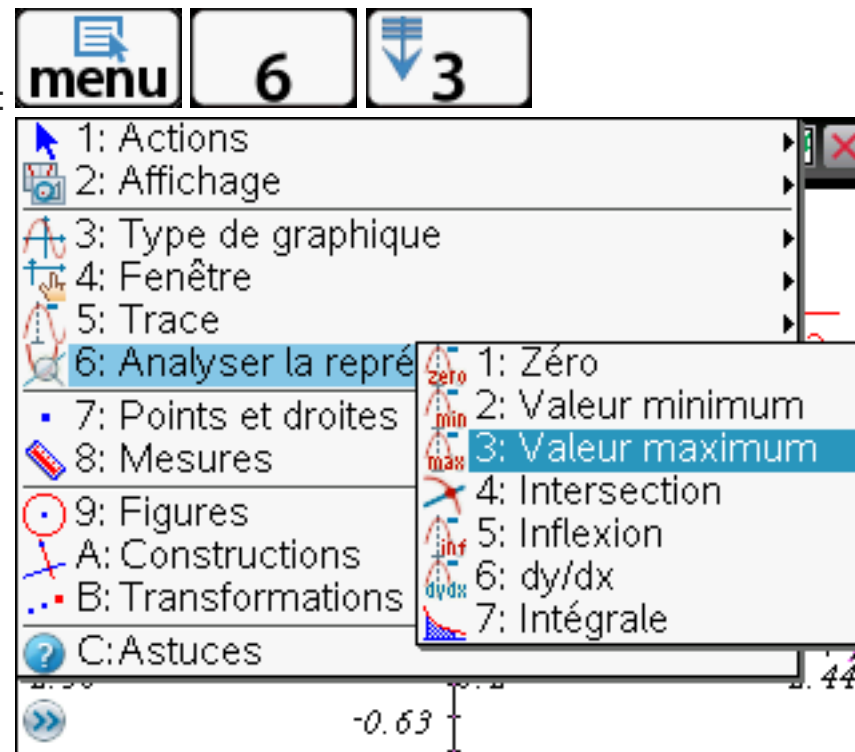 menu 6 3
1: Actions
2: Affichage
3: Type de graphique
4: Fenêtre
5: Trace
6: Analyser la repré
1: Zéro
2: Valeur minimum
3: Valeur maximum
4: Intersection
5: Inflexion
6: dy/dx
7: Intégrale
7: Points et droites
8: Mesures
9: Figures
A: Constructions
B: Transformations
C: Astuces
-0.63